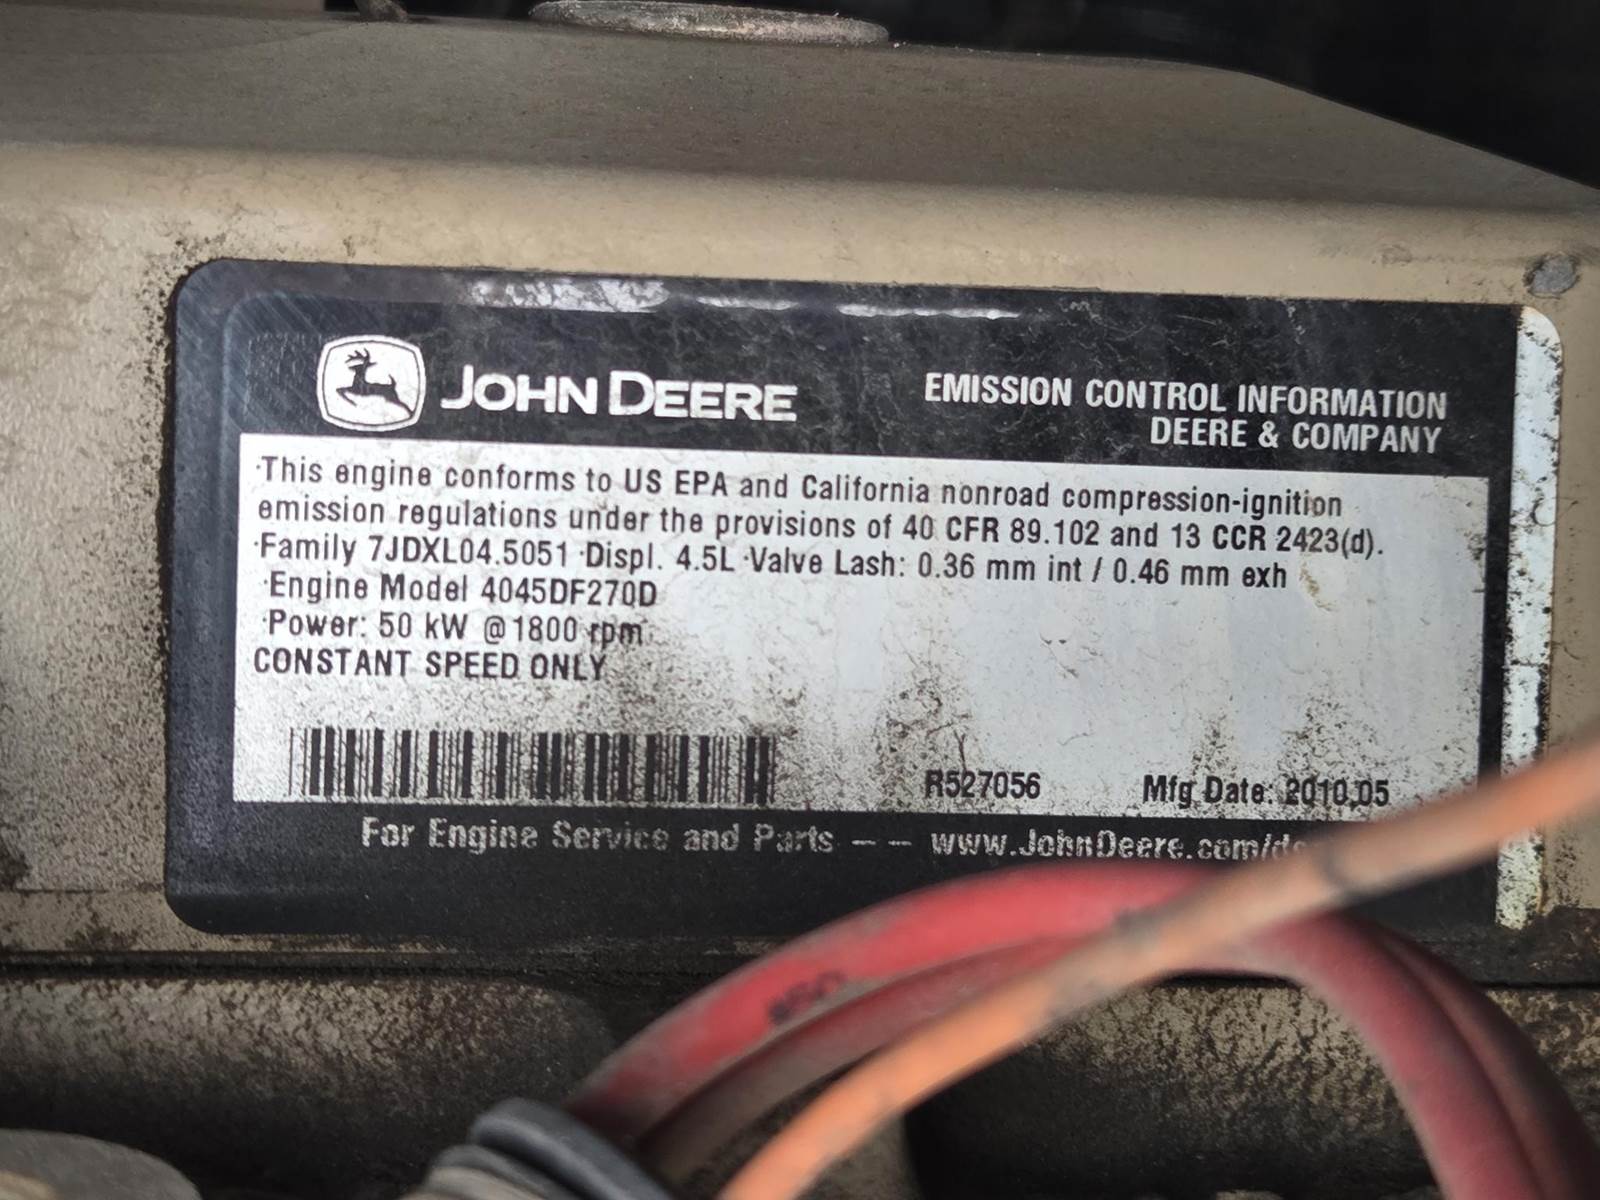 JOHN DEERE
EMISSION CONTROL INFORMATION
DEERE & COMPANY
·This engine conforms to US EPA and California nonroad compression-ignition
emission regulations under the provisions of 40 CFR 89.102 and 13 CCR 2423(d).
·Family 7JDXL04.5051 ·Displ. 4.5L ·Valve Lash: 0.36 mm int / 0.46 mm exh
·Engine Model 4045DF270D
·Power: 50 kW @1800 rpm
CONSTANT SPEED ONLY
R527056 Mfg Date: 2010,05
For Engine Service and Parts – – www.JohnDeere.com/